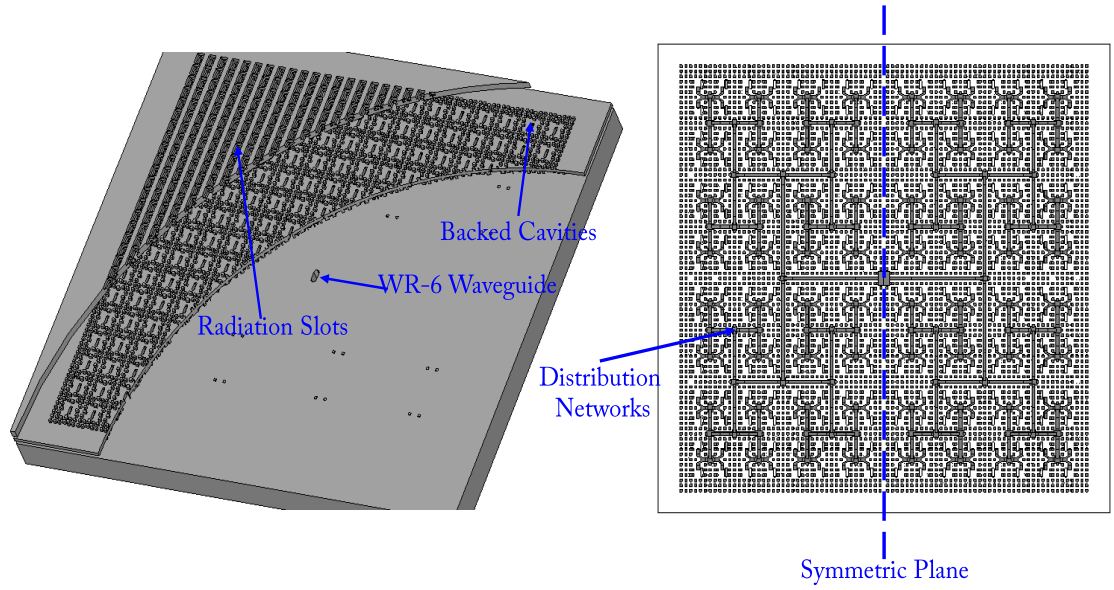 Backed Cavities
WR-6 Waveguide
Radiation Slots
Distribution
Networks
Symmetric Plane